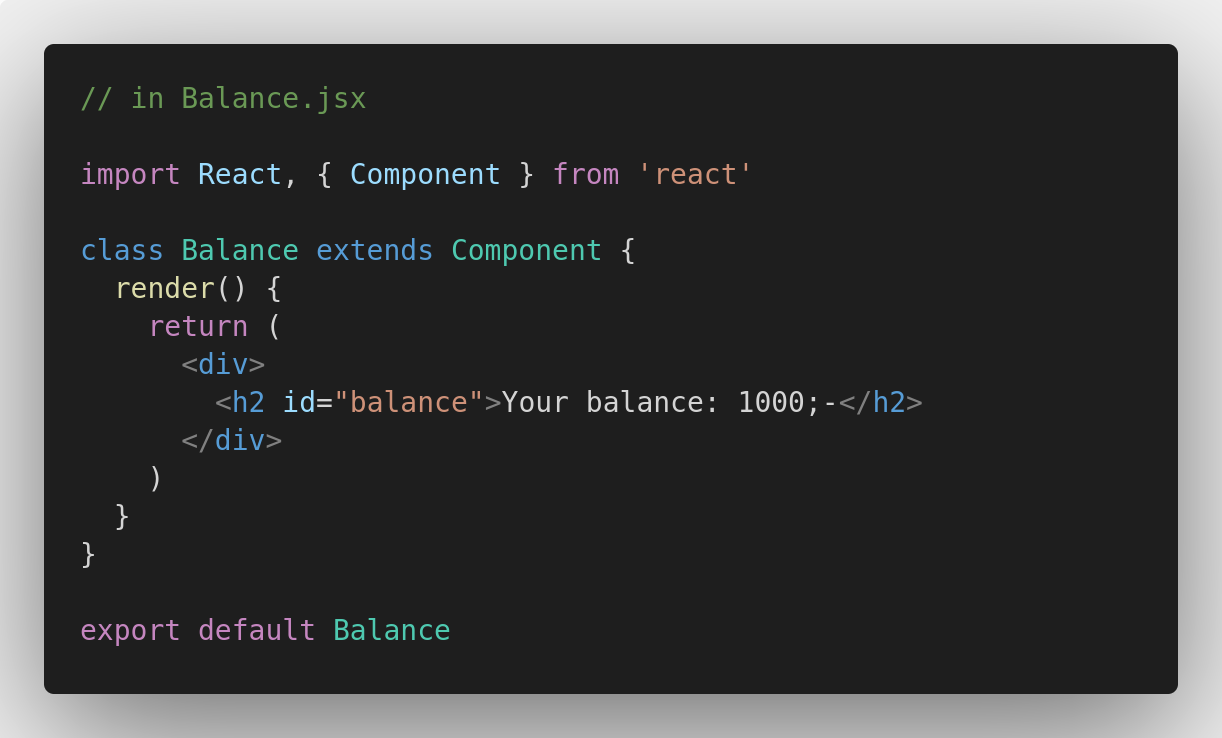 // in Balance.jsx
import React, { Component } from 'react'
class Balance extends Component {
render() {
return (
<div>
<h2 id="balance">Your balance: 1000;-</h2>
</div>
)
}
}
export default Balance